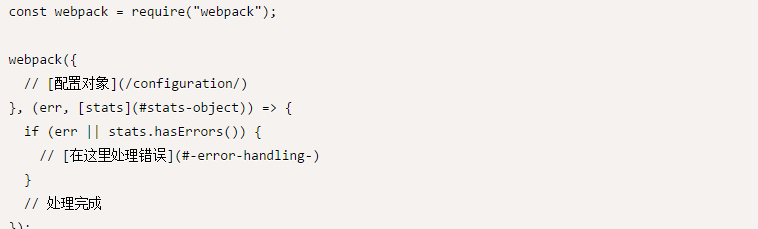 const webpack = require("webpack");
webpack({
// [配置对象](/configuration/)
}, (err, [stats](#stats-object)) => {
if (err || stats.hasErrors()) {
// [在这里处理错误](#-error-handling-)
}
// 处理完成
});